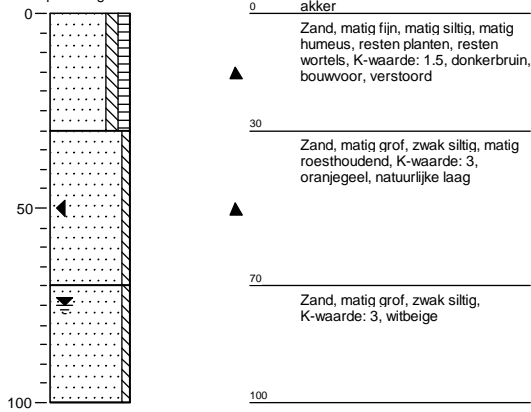 0
50
100
0
akker
Zand, matig fijn, matig siltig, matig
humeus, resten planten, resten
wortels, K-waarde: 1.5, donkerbruin,
bouwvoor, verstoord
30
Zand, matig grof, zwak siltig, matig
roesthoudend, K-waarde: 3,
oranjegeel, natuurlijke laag
70
Zand, matig grof, zwak siltig,
K-waarde: 3, witbeige
100